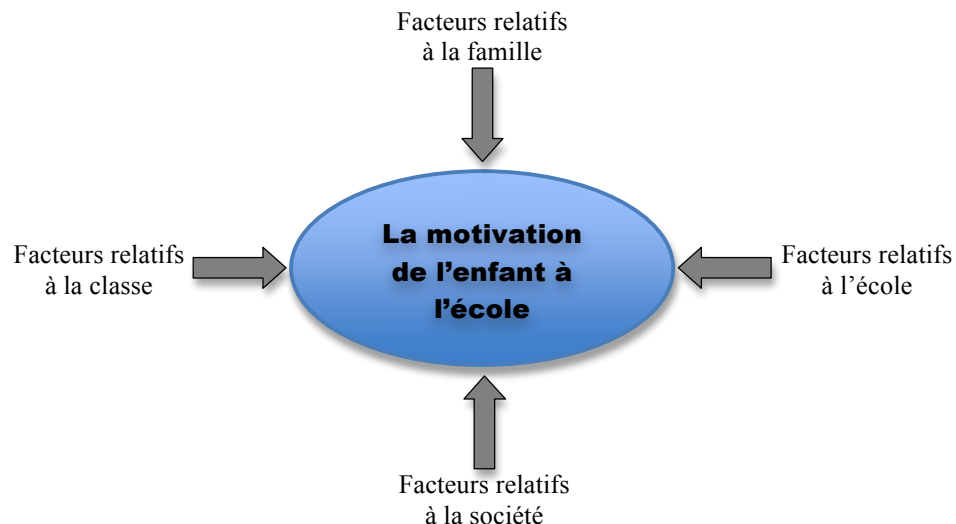 Facteurs relatifs
à la famille
La motivation
de l'enfant à
l'école
Facteurs relatifs
à la classe
Facteurs relatifs
à l'école
Facteurs relatifs
à la société